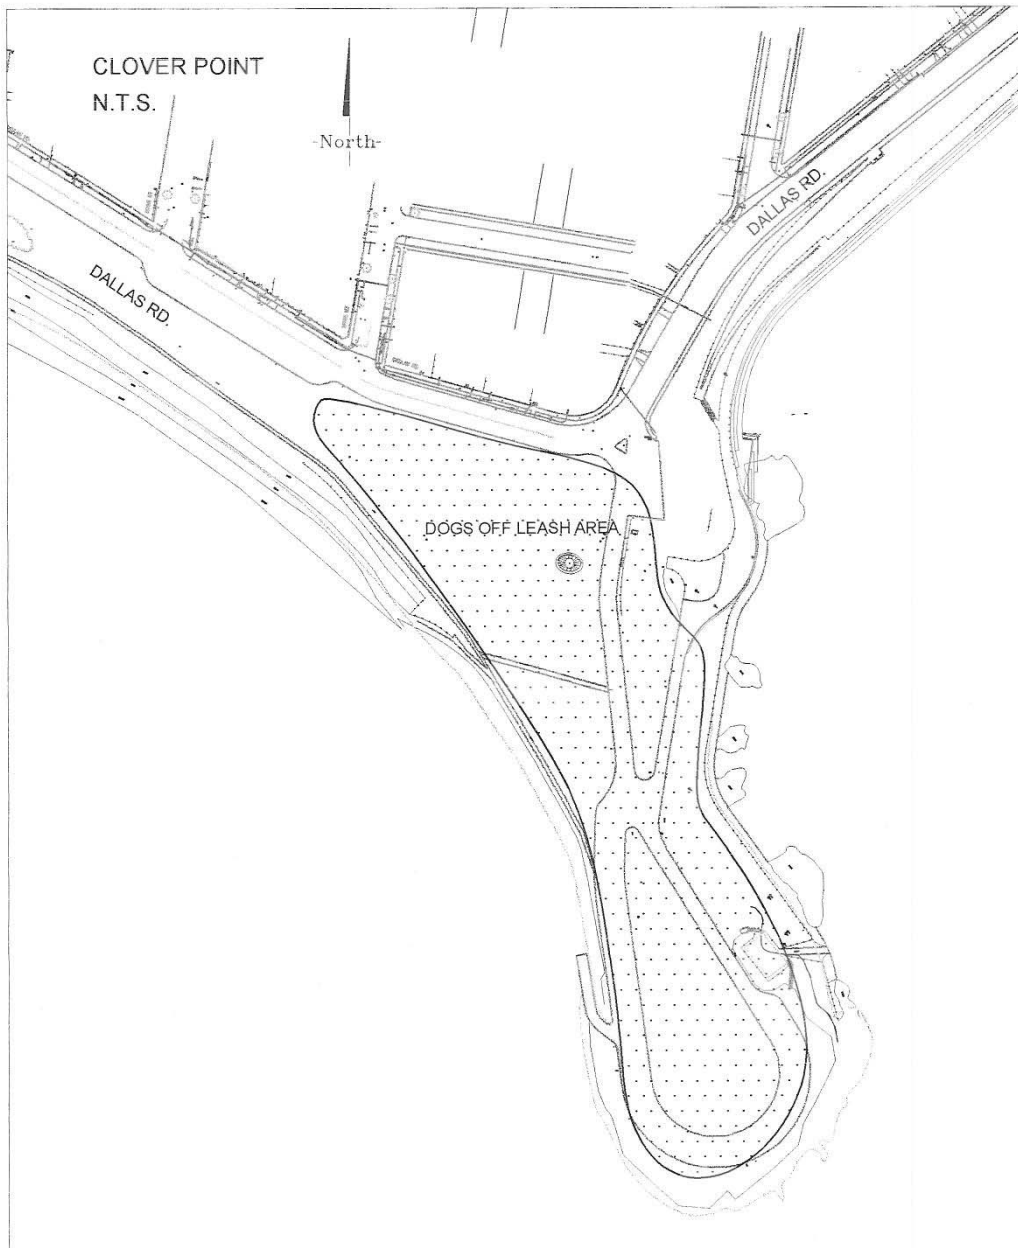 CLOVER POINT
N.T.S.
-North-
DALLAS RD.
DALLAS RD.
DOGS OFF LEASH AREA